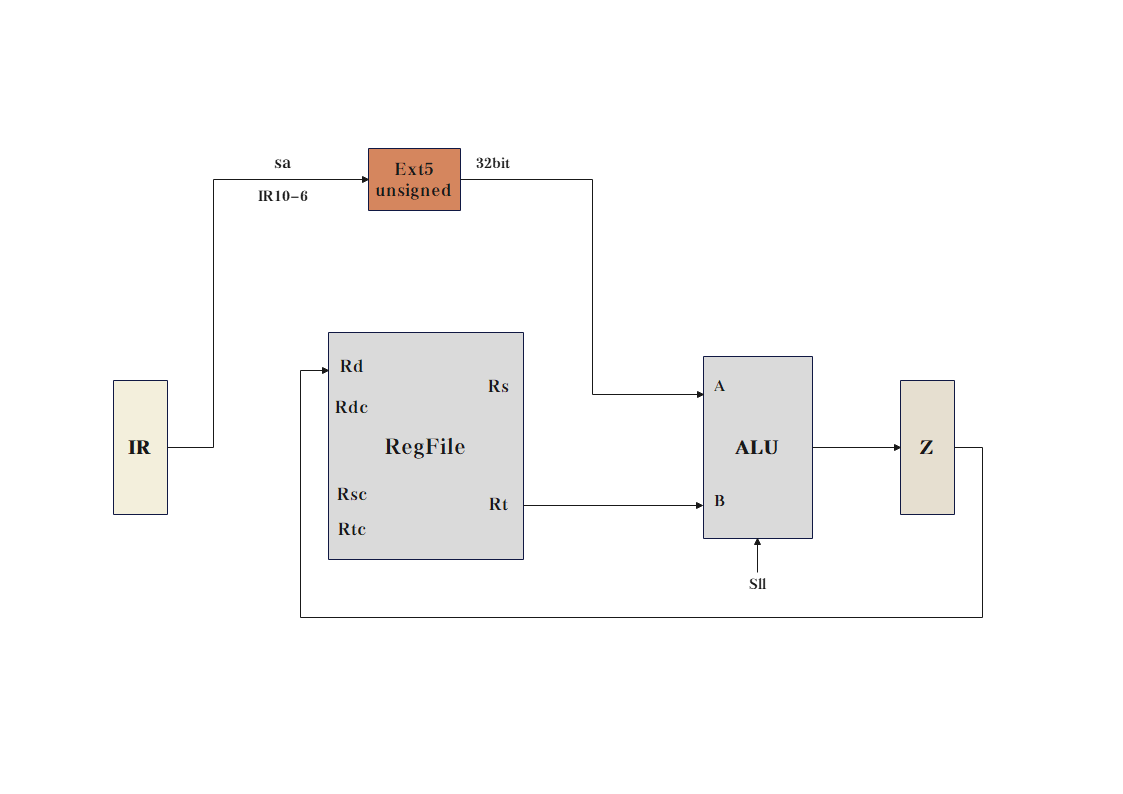 sa
IR10-6
Ext5
unsigned
32bit
Rd
Rs
Rdc
RegFile
Rsc
Rt
Rtc
IR
A
ALU
B
Z
Sll